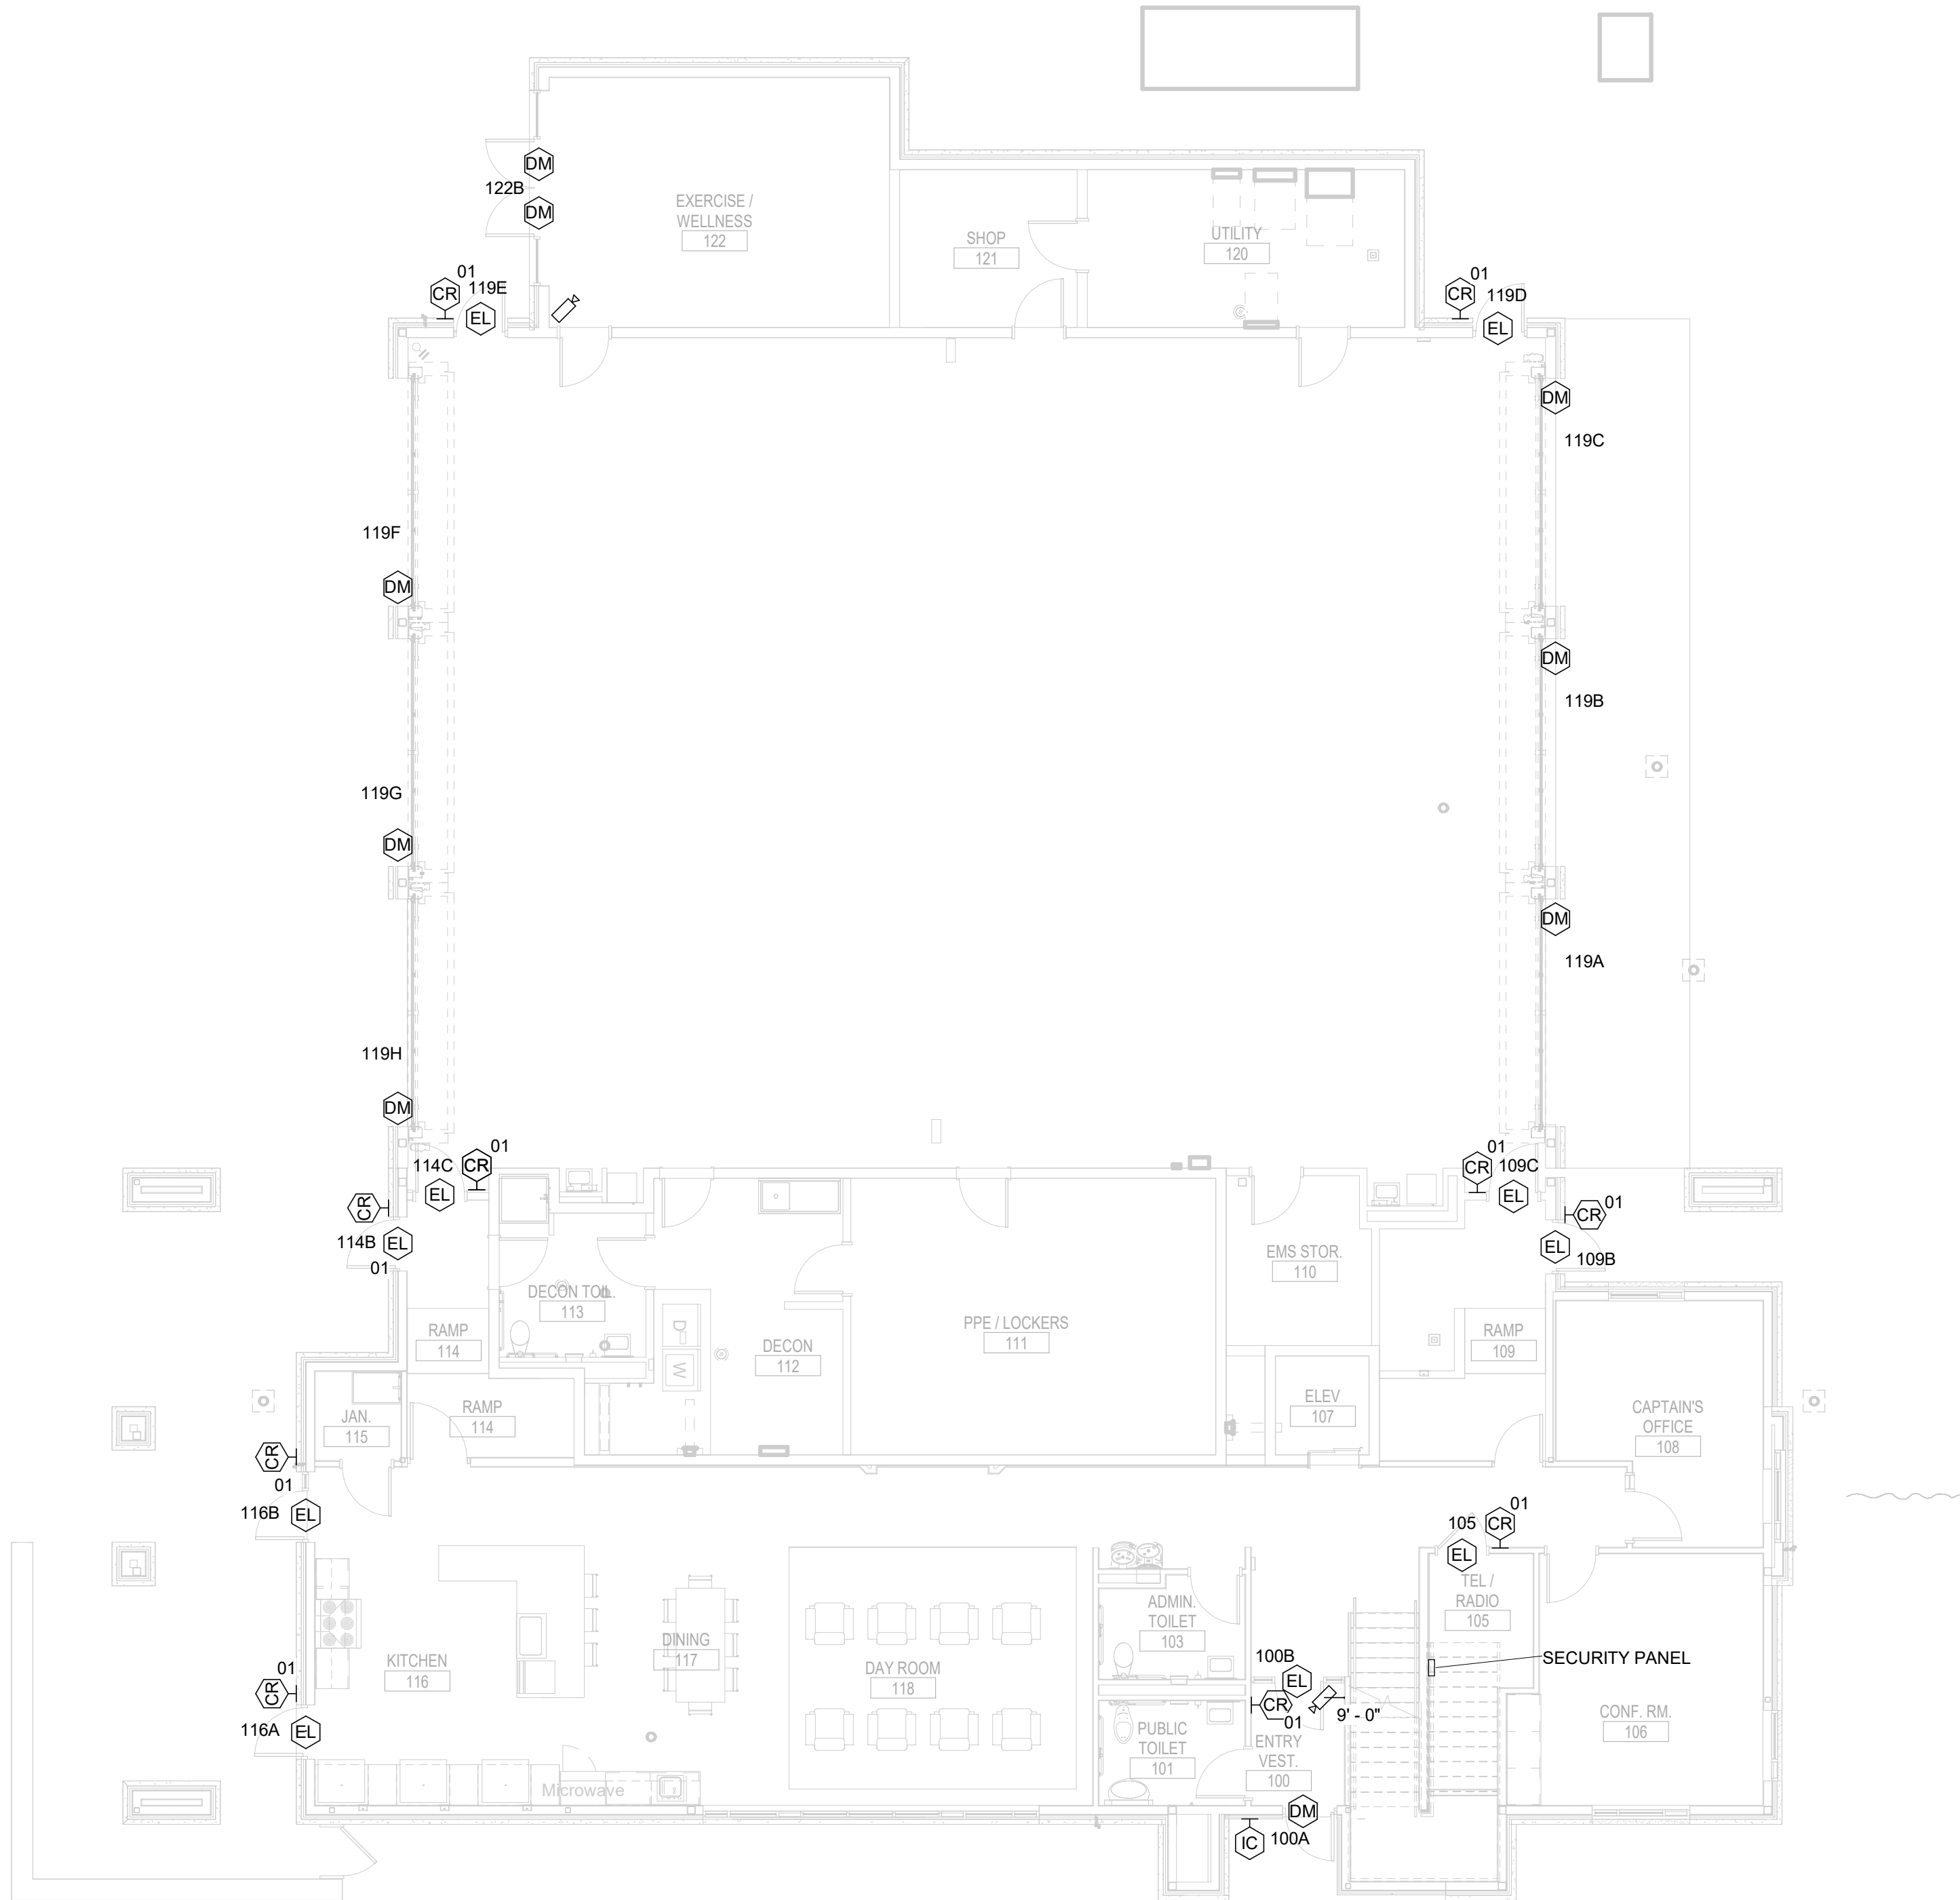 DM
122B
DM
EXERCISE /
WELLNESS
122
SHOP
121
UTILITY
120
01
CR
119E
EL
01
CR
119D
EL
DM
119C
119F
DM
DM
119B
119G
DM
DM
119A
119H
DM
01
114C
CR
EL
CR
114B
EL
01
01
CR
109C
EL
01
CR
EL
109B
EMS STOR.
110
DECON TOIL.
113
RAMP
114
D
W
DECON
112
PPE / LOCKERS
111
RAMP
109
ELEV
107
CAPTAIN'S
OFFICE
108
JAN.
115
RAMP
114
CR
01
116B
EL
01
105
CR
EL
TEL /
RADIO
105
ADMIN.
TOILET
103
DINING
117
KITCHEN
116
DAY ROOM
118
SECURITY PANEL
01
CR
116A
EL
100B
EL
CR
01
9' - 0"
PUBLIC
TOILET
101
ENTRY
VEST.
100
CONF. RM.
106
Microwave
DM
IC
100A